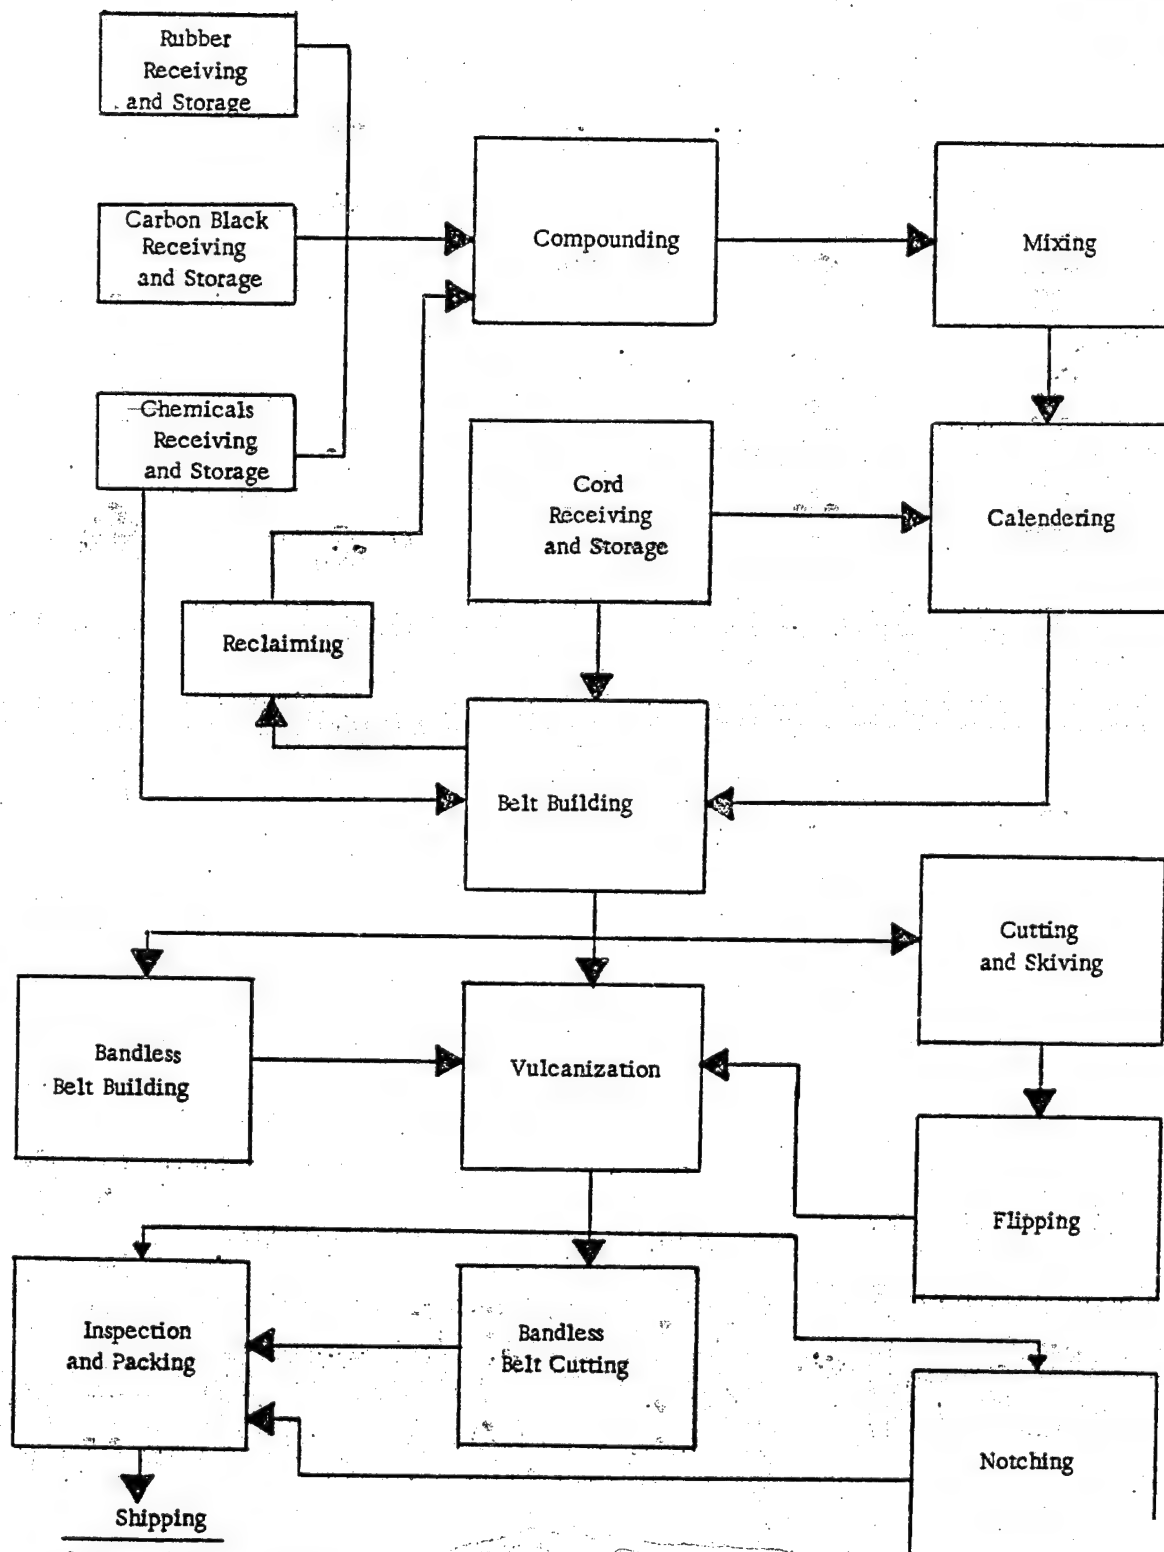 Rubber
Receiving
and Storage
Carbon Black
Receiving
and Storage
Compounding
Mixing
Chemicals
Receiving
and Storage
Cord
Receiving
and Storage
Calendering
Reclaiming
Belt Building
Cutting
and Skiving
Bandless
Belt Building
Vulcanization
Flipping
Inspection
and Packing
Bandless
Belt Cutting
Notching
Shipping